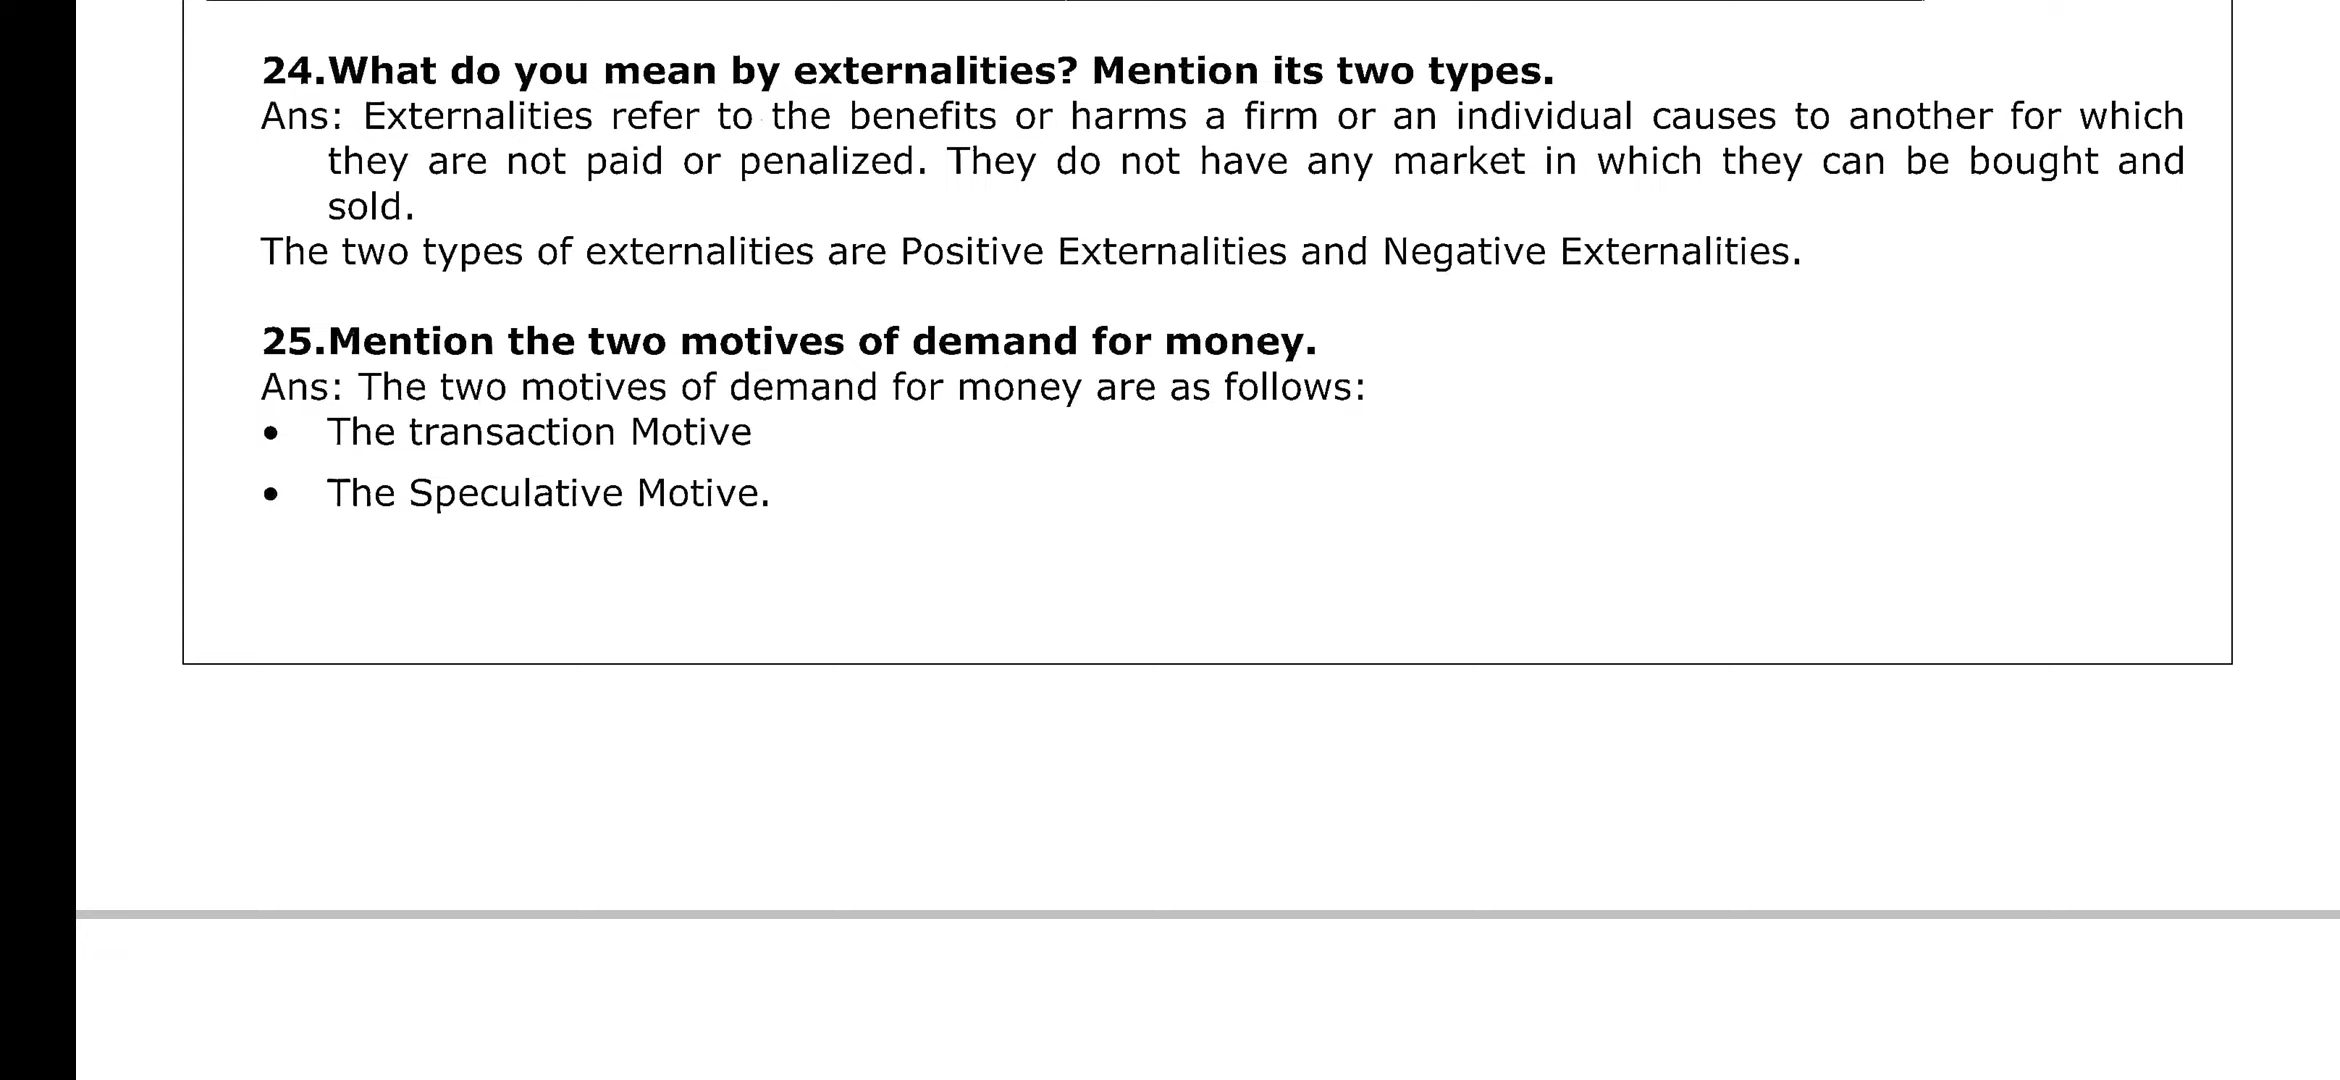 24.What do you mean by externalities? Mention its two types.
Ans: Externalities refer to the benefits or harms a firm or an individual causes to another for which
they are not paid or penalized. They do not have any market in which they can be bought and
sold.
The two types of externalities are Positive Externalities and Negative Externalities.
25.Mention the two motives of demand for money.
Ans: The two motives of demand for money are as follows:
• The transaction Motive
• The Speculative Motive.